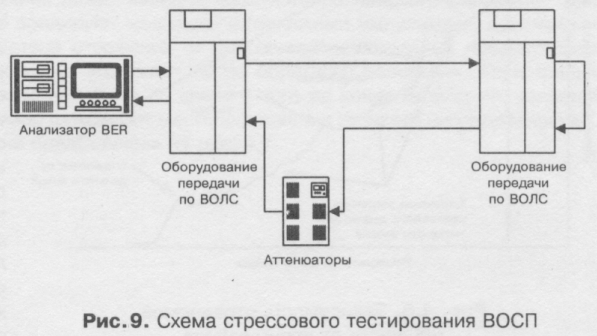 Анализатор BER
Оборудование
передачи
по ВОЛС
Оборудование
передачи
по ВОЛС
Аттенюаторы
Рис.9. Схема стрессового тестирования ВОСП